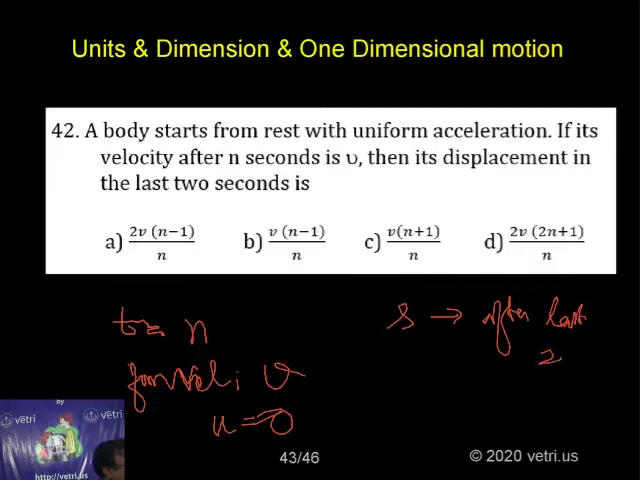 Units & Dimension & One Dimensional motion
42. A body starts from rest with uniform acceleration. If its
velocity after n seconds is υ, then its displacement in
the last two seconds is
a) 2v (n−1)/n b) v (n−1)/n c) v(n+1)/n d) 2v (2n+1)/n
t= n
s → after last
2
final vel: v
u=0
by
vetri vetri
http://vetri.us
43/46
© 2020 vetri.us